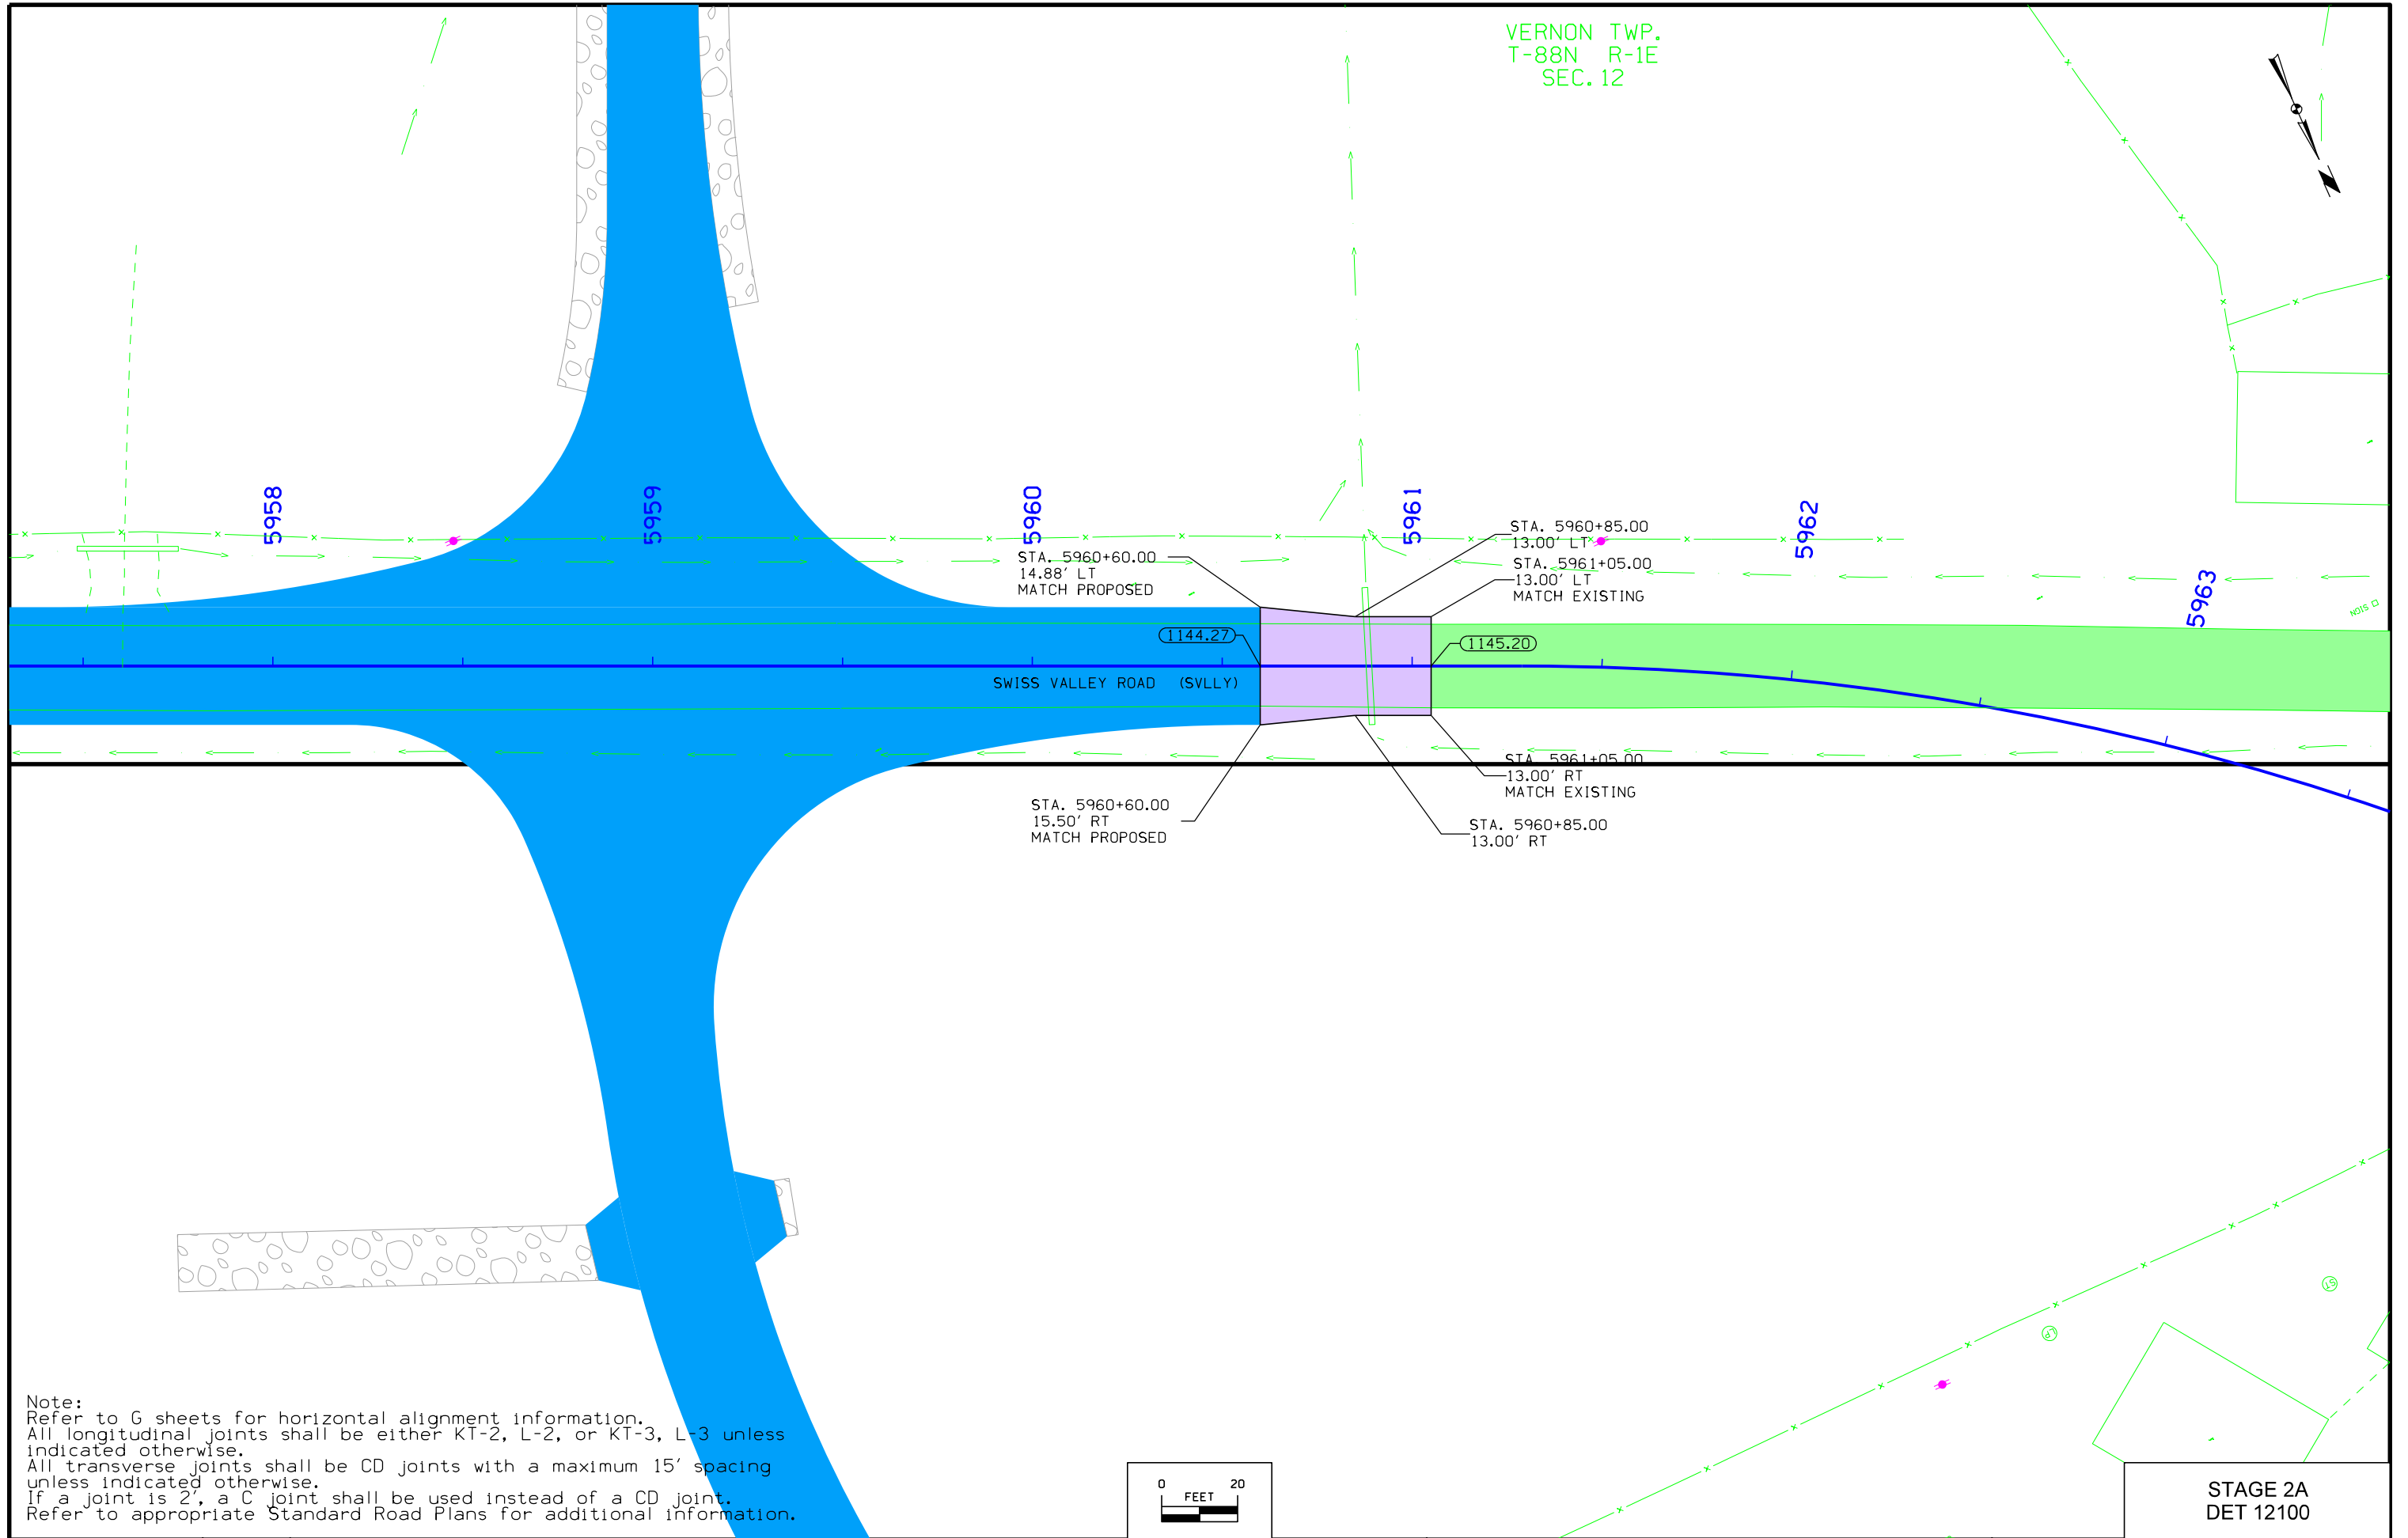 VERNON TWP.
T-88N R-1E
SEC. 12
5958
5959
5960
5961
5962
5963
STA. 5960+60.00
14.88' LT
MATCH PROPOSED
STA. 5960+85.00
13.00' LT
STA. 5961+05.00
13.00' LT
MATCH EXISTING
SIGN
1144.27
1145.20
SWISS VALLEY ROAD (SVLLY)
STA. 5961+05.00
13.00' RT
MATCH EXISTING
STA. 5960+60.00
15.50' RT
MATCH PROPOSED
STA. 5960+85.00
13.00' RT
ST
LP
Note:
Refer to G sheets for horizontal alignment information.
All longitudinal joints shall be either KT-2, L-2, or KT-3, L-3 unless
indicated otherwise.
All transverse joints shall be CD joints with a maximum 15' spacing
unless indicated otherwise.
If a joint is 2', a C joint shall be used instead of a CD joint.
Refer to appropriate Standard Road Plans for additional information.
0 20
FEET
STAGE 2A
DET 12100
N